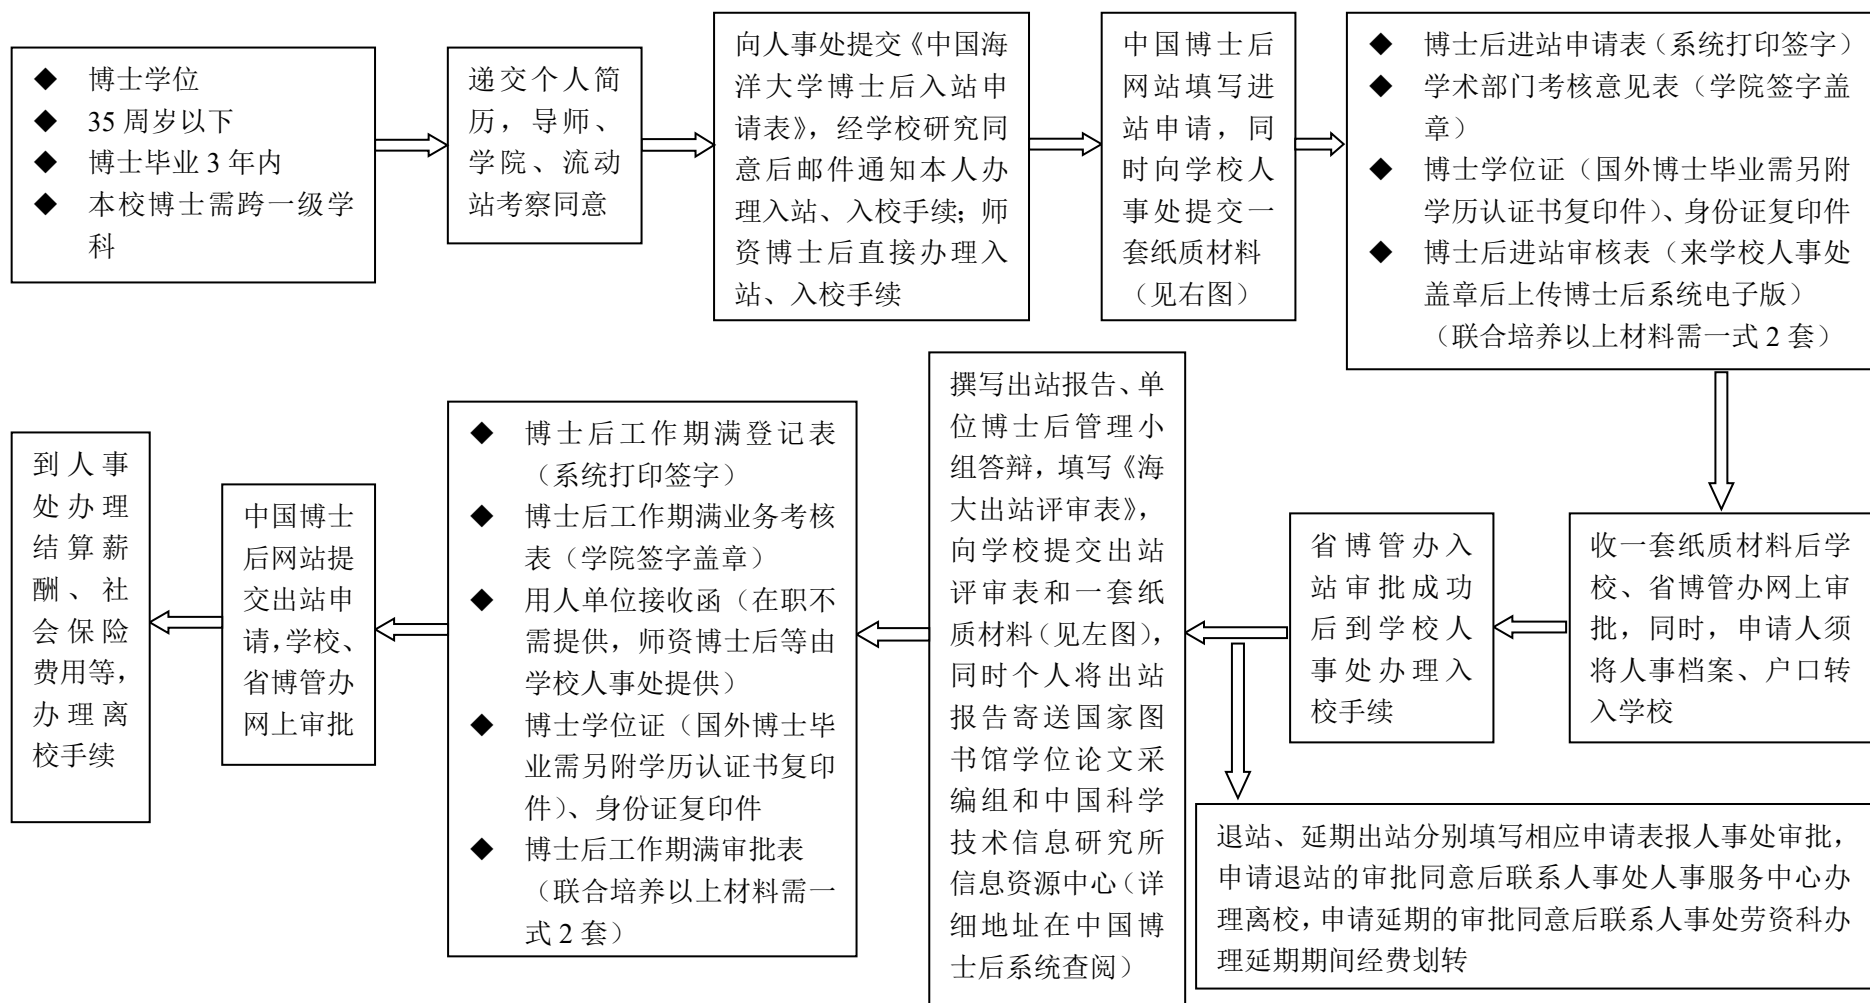 ◆ 博士学位
◆ 35 周岁以下
◆ 博士毕业 3 年内
◆ 本校博士需跨一级学
科
递交个人简
历，导师、
学院、流动
站考察同意
向人事处提交《中国海
洋大学博士后入站申
请表》，经学校研究同
意后邮件通知本人办
理入站、入校手续；师
资博士后直接办理入
站、入校手续
中国博士后
网站填写进
站申请，同
时向学校人
事处提交一
套纸质材料
（见右图）
◆ 博士后进站申请表（系统打印签字）
◆ 学术部门考核意见表（学院签字盖
章）
◆ 博士学位证（国外博士毕业需另附
学历认证书复印件）、身份证复印件
◆ 博士后进站审核表（来学校人事处
盖章后上传博士后系统电子版）
（联合培养以上材料需一式 2 套）
收一套纸质材料后学
校、省博管办网上审
批，同时，申请人须
将人事档案、户口转
入学校
省博管办入
站审批成功
后到学校人
事处办理入
校手续
退站、延期出站分别填写相应申请表报人事处审批，
申请退站的审批同意后联系人事处人事服务中心办
理离校，申请延期的审批同意后联系人事处劳资科办
理延期期间经费划转
撰写出站报告、单
位博士后管理小
组答辩，填写《海
大出站评审表》，
向学校提交出站
评审表和一套纸
质材料（见左图），
同时个人将出站
报告寄送国家图
书馆学位论文采
编组和中国科学
技术信息研究所
信息资源中心（详
细地址在中国博
士后系统查阅）
◆ 博士后工作期满登记表
（系统打印签字）
◆ 博士后工作期满业务考核
表（学院签字盖章）
◆ 用人单位接收函（在职不
需提供，师资博士后等由
学校人事处提供）
◆ 博士学位证（国外博士毕
业需另附学历认证书复印
件）、身份证复印件
◆ 博士后工作期满审批表
（联合培养以上材料需一
式 2 套）
中国博士
后网站提
交出站申
请，学校、
省博管办
网上审批
到人事
处办理
结算薪
酬、社
会保险
费用等，
办理离
校手续